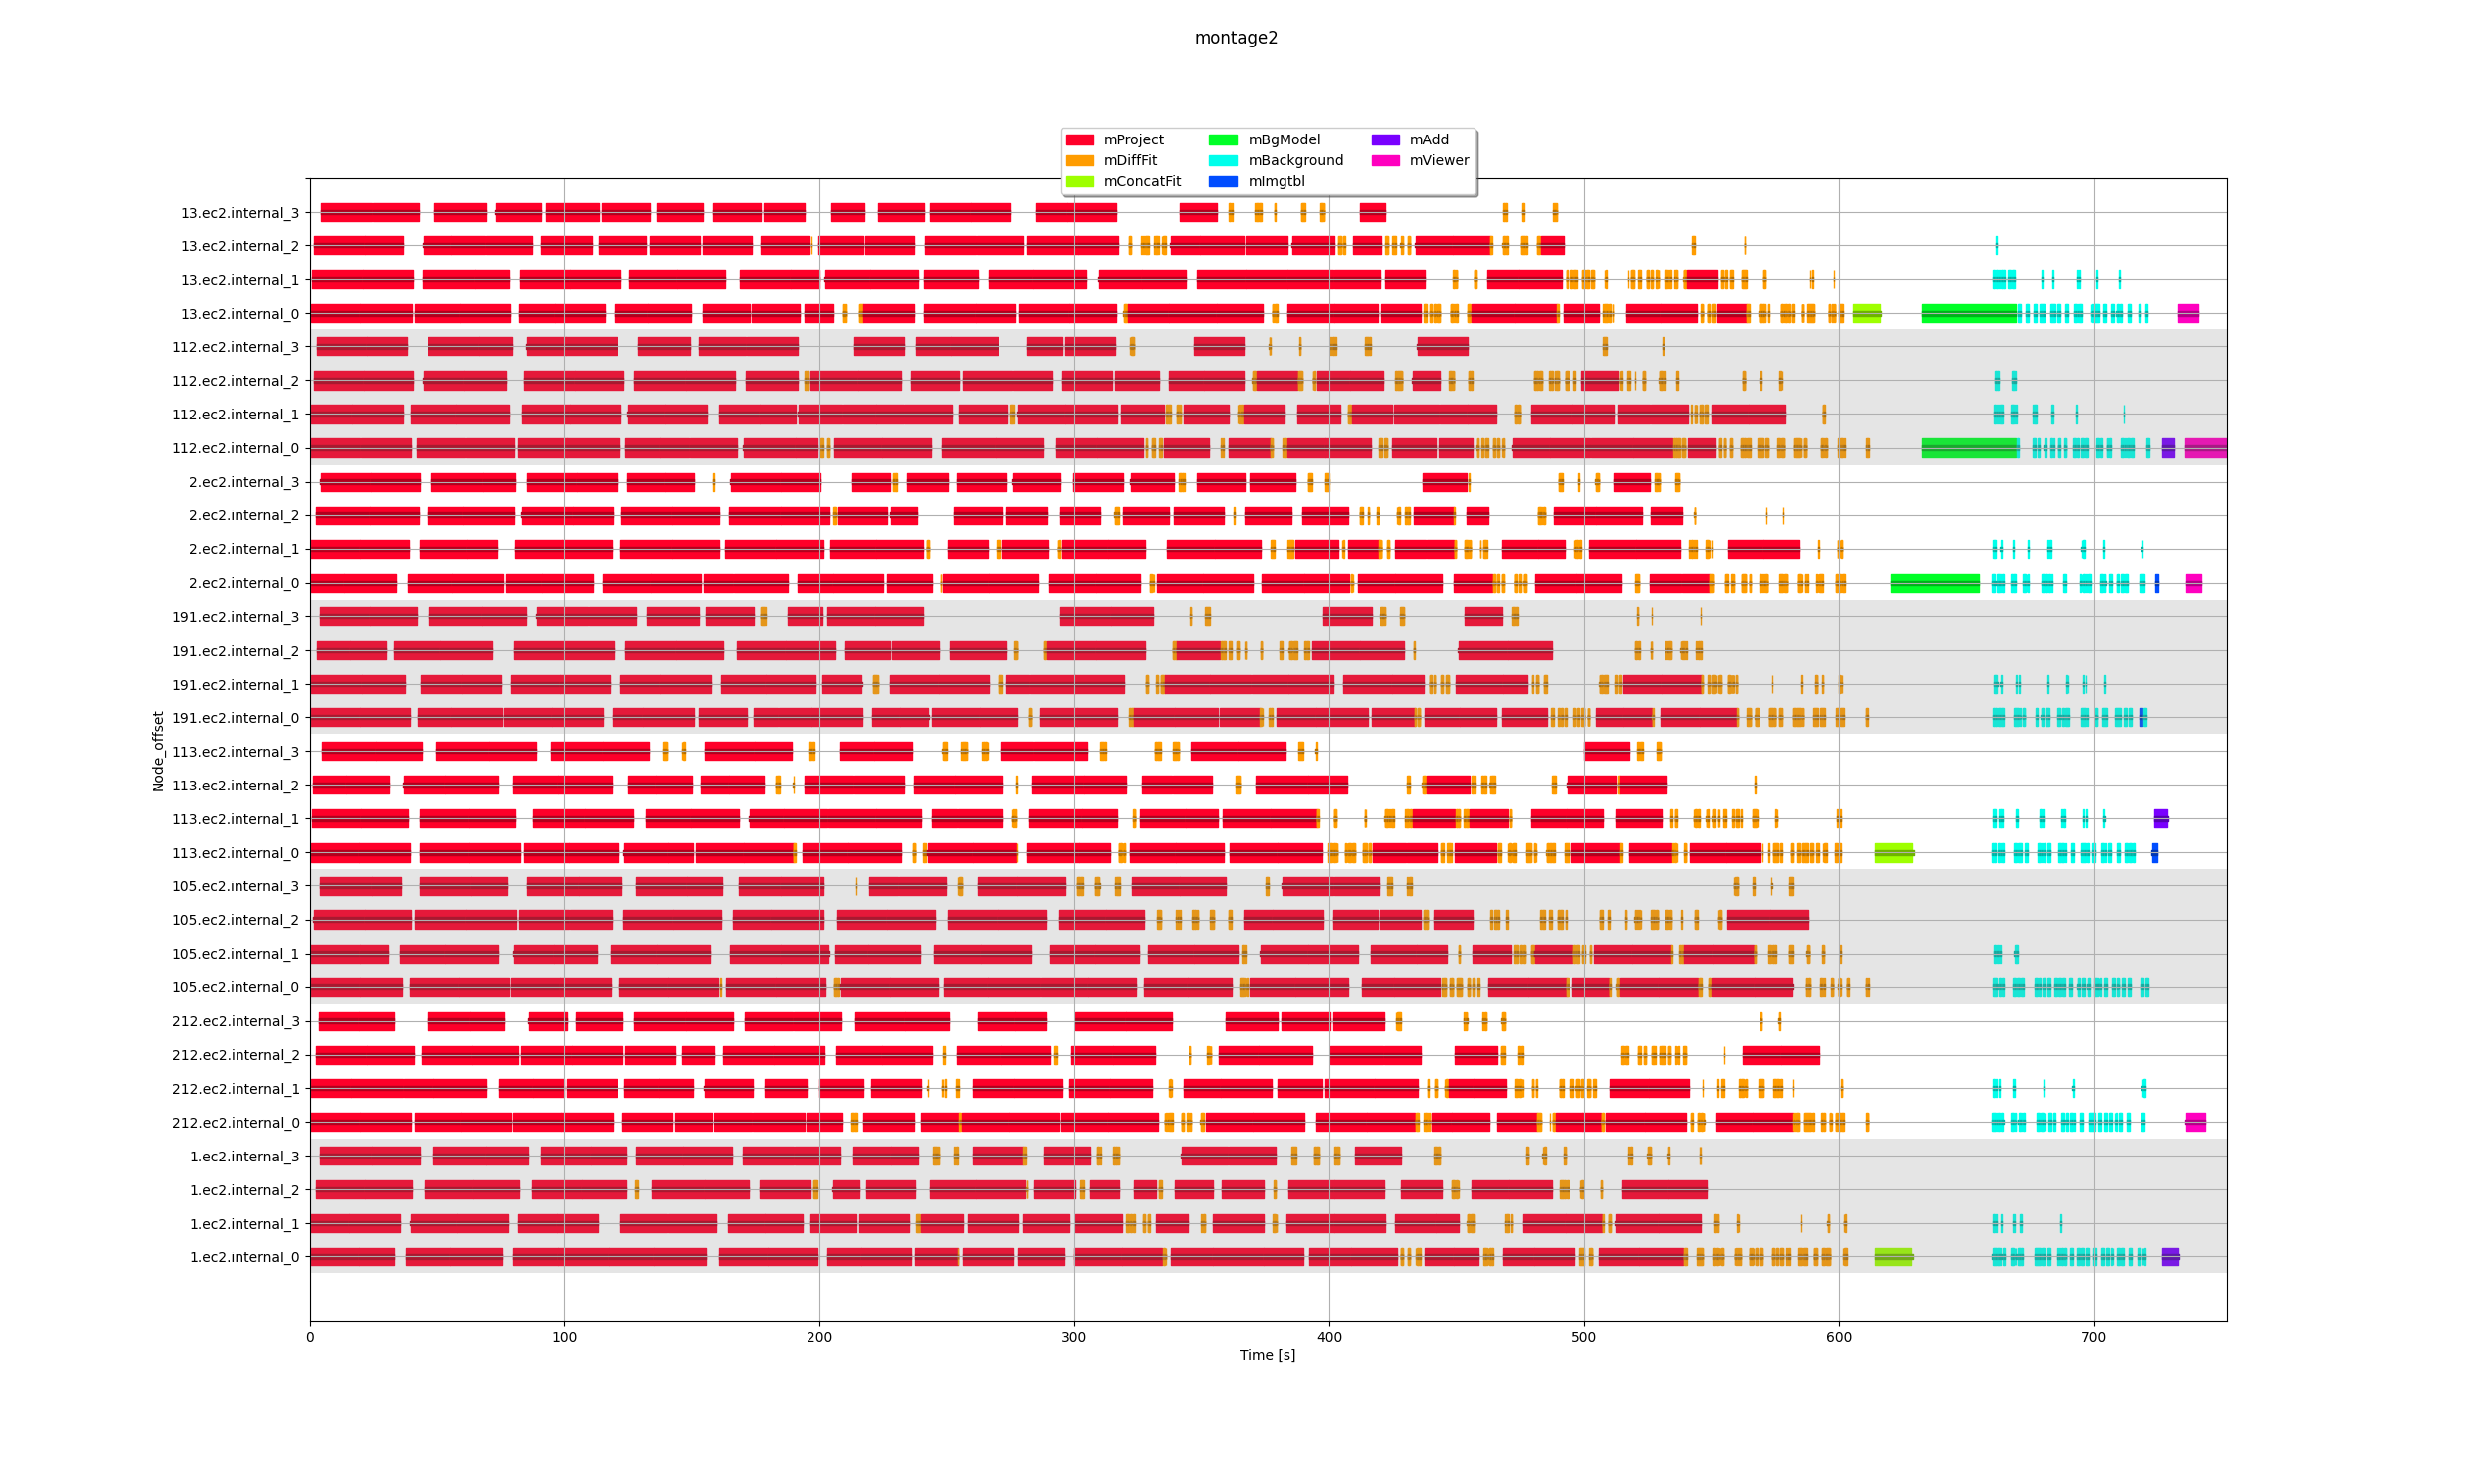 montage2
mProject mBgModel mAdd
mDiffFit mBackground mViewer
mConcatFit mImgtbl
13.ec2.internal_3
13.ec2.internal_2
13.ec2.internal_1
13.ec2.internal_0
112.ec2.internal_3
112.ec2.internal_2
112.ec2.internal_1
112.ec2.internal_0
2.ec2.internal_3
2.ec2.internal_2
2.ec2.internal_1
2.ec2.internal_0
191.ec2.internal_3
191.ec2.internal_2
191.ec2.internal_1
191.ec2.internal_0
113.ec2.internal_3
113.ec2.internal_2
113.ec2.internal_1
113.ec2.internal_0
105.ec2.internal_3
105.ec2.internal_2
105.ec2.internal_1
105.ec2.internal_0
212.ec2.internal_3
212.ec2.internal_2
212.ec2.internal_1
212.ec2.internal_0
1.ec2.internal_3
1.ec2.internal_2
1.ec2.internal_1
1.ec2.internal_0
Node_offset
0 100 200 300 400 500 600 700
Time [s]